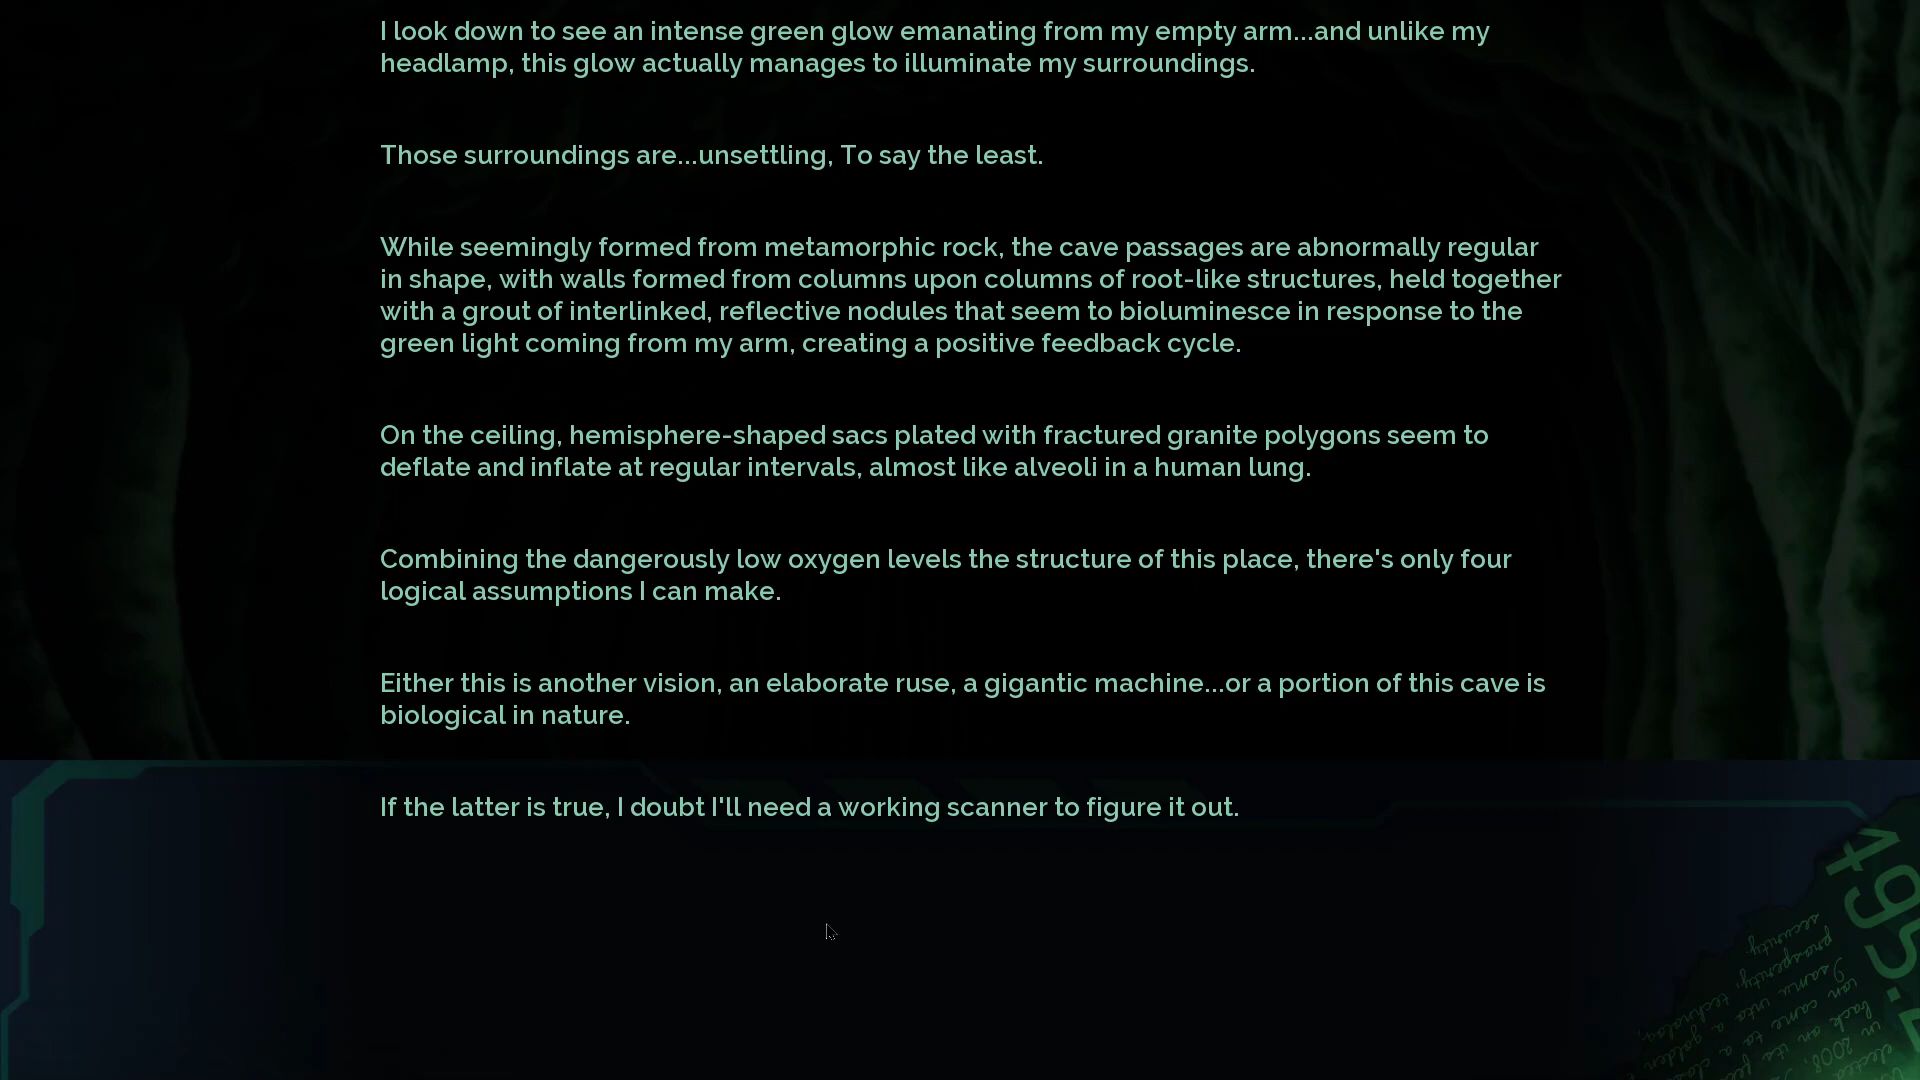 I look down to see an intense green glow emanating from my empty arm...and unlike my
headlamp, this glow actually manages to illuminate my surroundings.
Those surroundings are...unsettling, To say the least.
While seemingly formed from metamorphic rock, the cave passages are abnormally regular
in shape, with walls formed from columns upon columns of root-like structures, held together
with a grout of interlinked, reflective nodules that seem to bioluminesce in response to the
green light coming from my arm, creating a positive feedback cycle.
On the ceiling, hemisphere-shaped sacs plated with fractured granite polygons seem to
deflate and inflate at regular intervals, almost like alveoli in a human lung.
Combining the dangerously low oxygen levels the structure of this place, there's only four
logical assumptions I can make.
Either this is another vision, an elaborate ruse, a gigantic machine...or a portion of this cave is
biological in nature.
If the latter is true, I doubt I'll need a working scanner to figure it out.
security.
prosperity,
back on
in 2008,